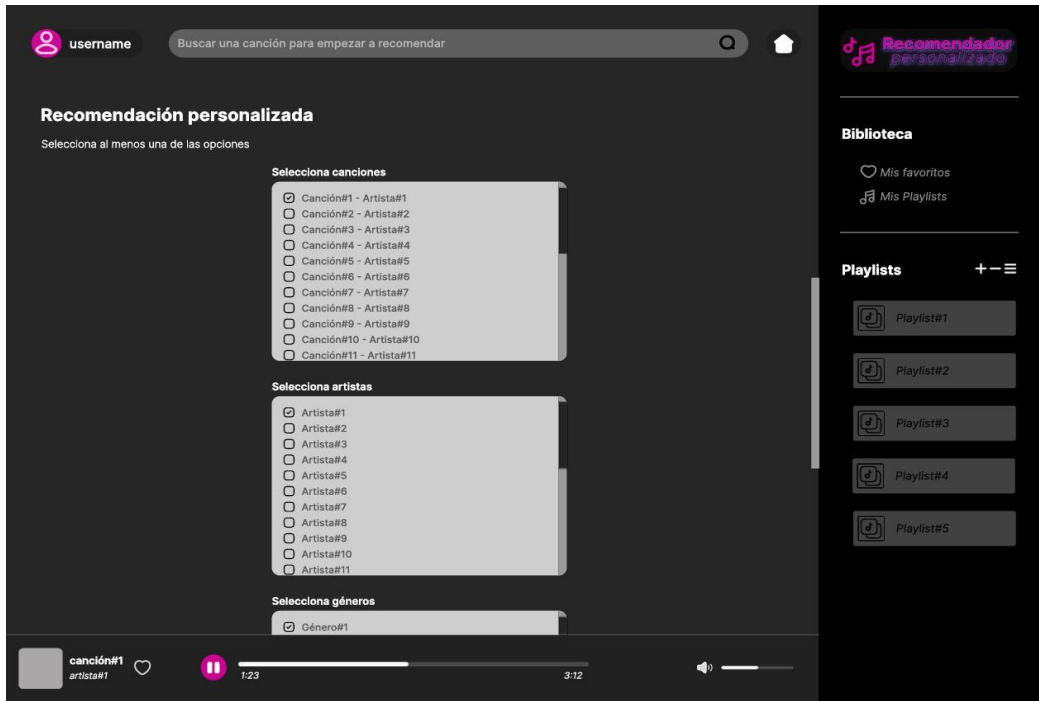 username
Buscar una canción para empezar a recomendar
Recomendador
personalizado
Recomendación personalizada
Selecciona al menos una de las opciones
Selecciona canciones
Canción#1 - Artista#1
Canción#2 - Artista#2
Canción#3 - Artista#3
Canción#4 - Artista#4
Canción#5 - Artista#5
Canción#6 - Artista#6
Canción#7 - Artista#7
Canción#8 - Artista#8
Canción#9 - Artista#9
Canción#10 - Artista#10
Canción#11 - Artista#11
Selecciona artistas
Artista#1
Artista#2
Artista#3
Artista#4
Artista#5
Artista#6
Artista#7
Artista#8
Artista#9
Artista#10
Artista#11
Selecciona géneros
Género#1
Biblioteca
Mis favoritos
Mis Playlists
Playlists
Playlist#1
Playlist#2
Playlist#3
Playlist#4
Playlist#5
canción#1
artista#1
1:23
3:12